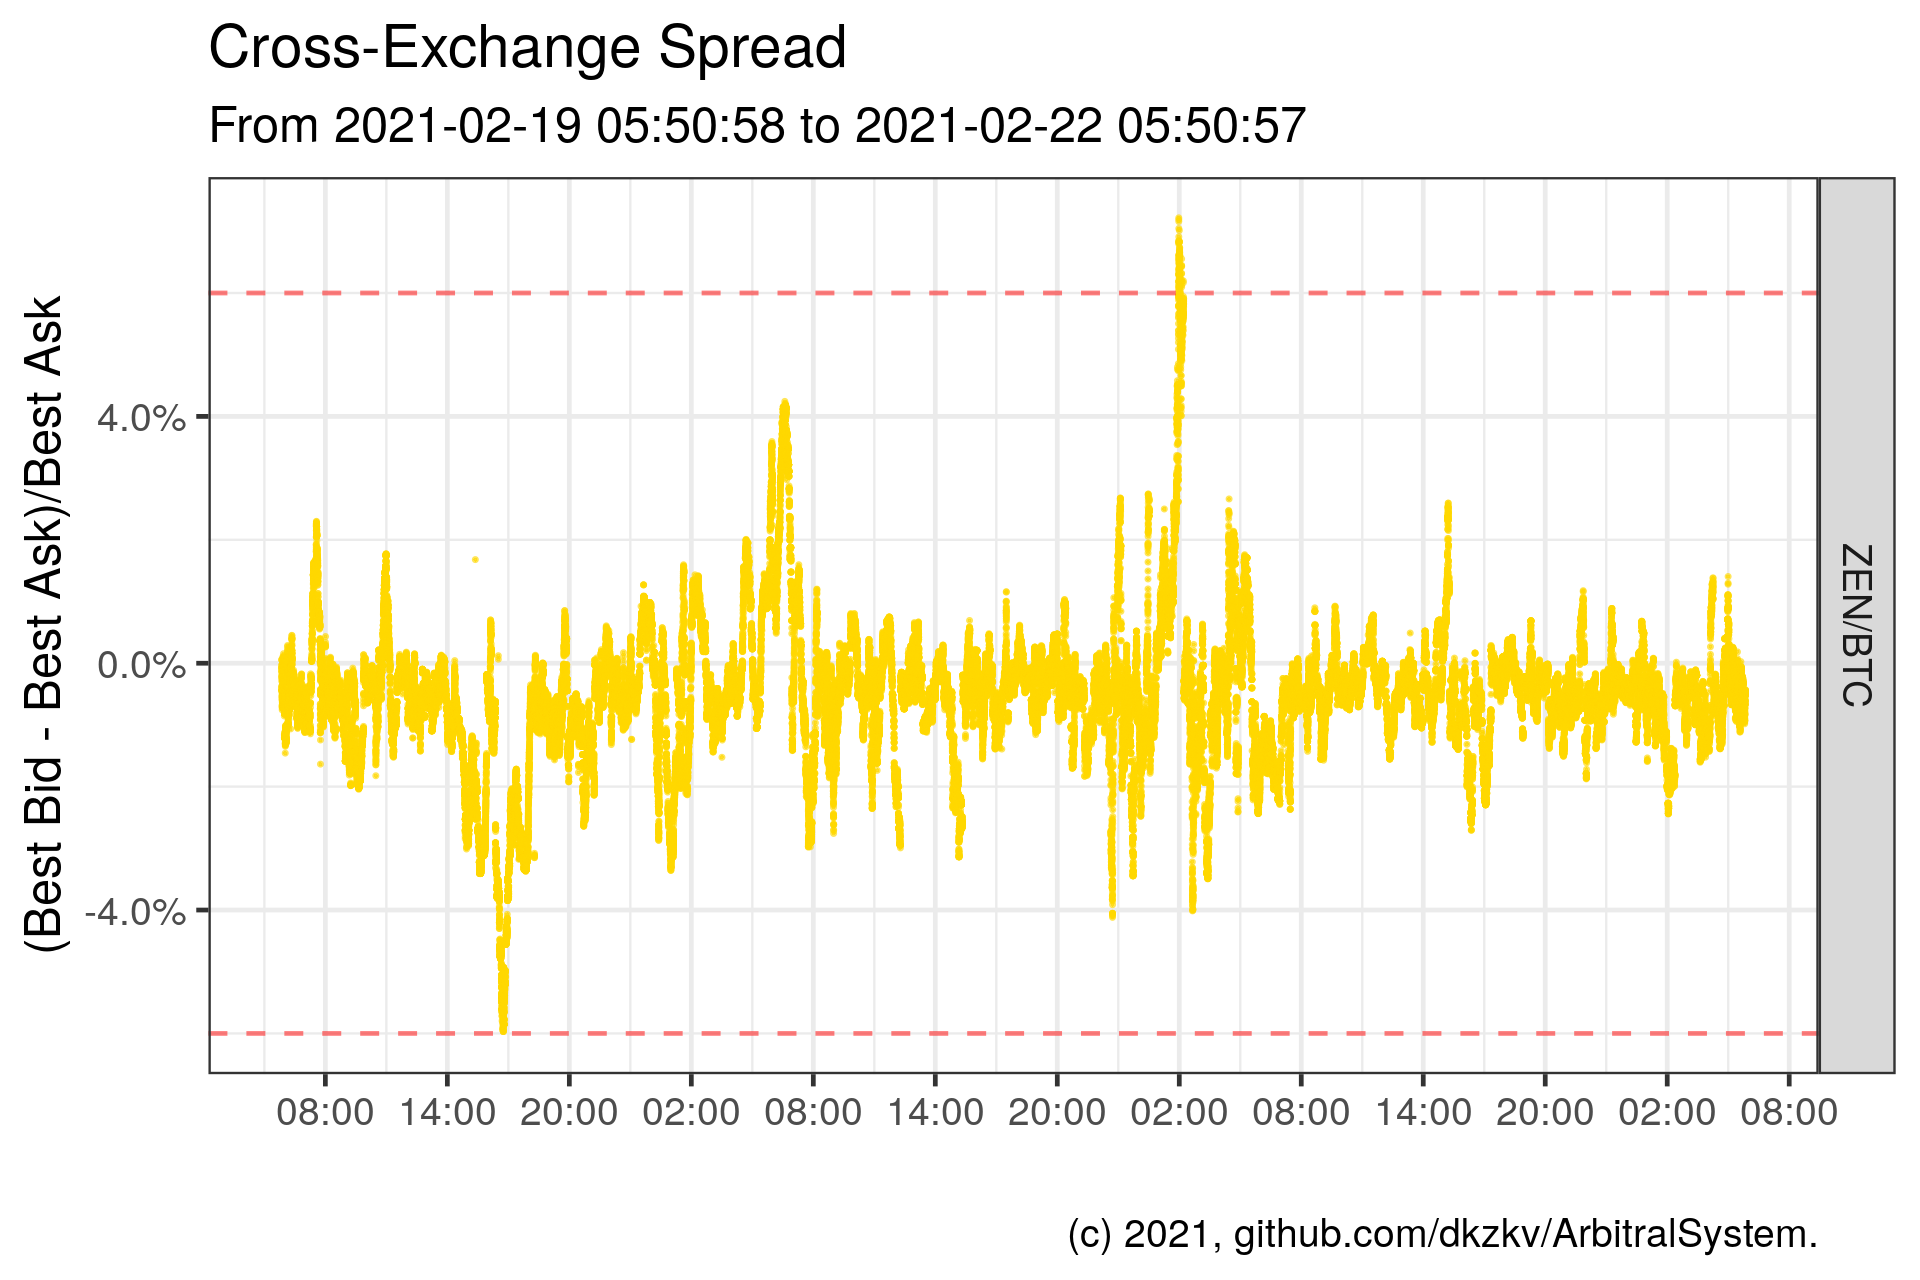 Cross-Exchange Spread
From 2021-02-19 05:50:58 to 2021-02-22 05:50:57
(Best Bid - Best Ask)/Best Ask
4.0%
0.0%
-4.0%
ZEN/BTC
08:00 14:00 20:00 02:00 08:00 14:00 20:00 02:00 08:00 14:00 20:00 02:00 08:00
(c) 2021, github.com/dkzkv/ArbitralSystem.